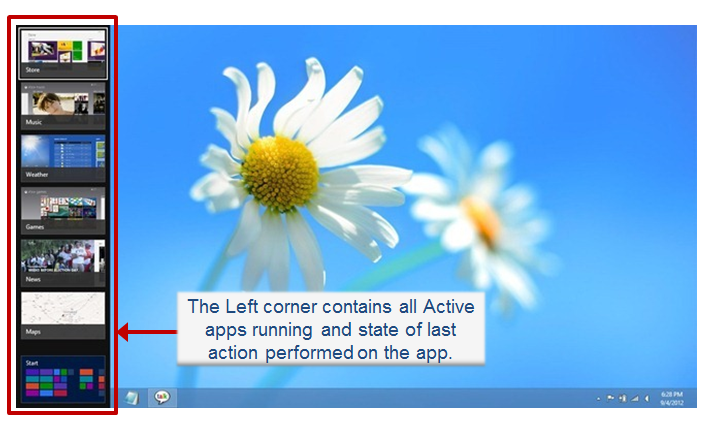 Store
Music
Weather
Games
News
Maps
Start
The Left corner contains all Active
apps running and state of last
action performed on the app.
talk
6:28 PM
9/4/2012